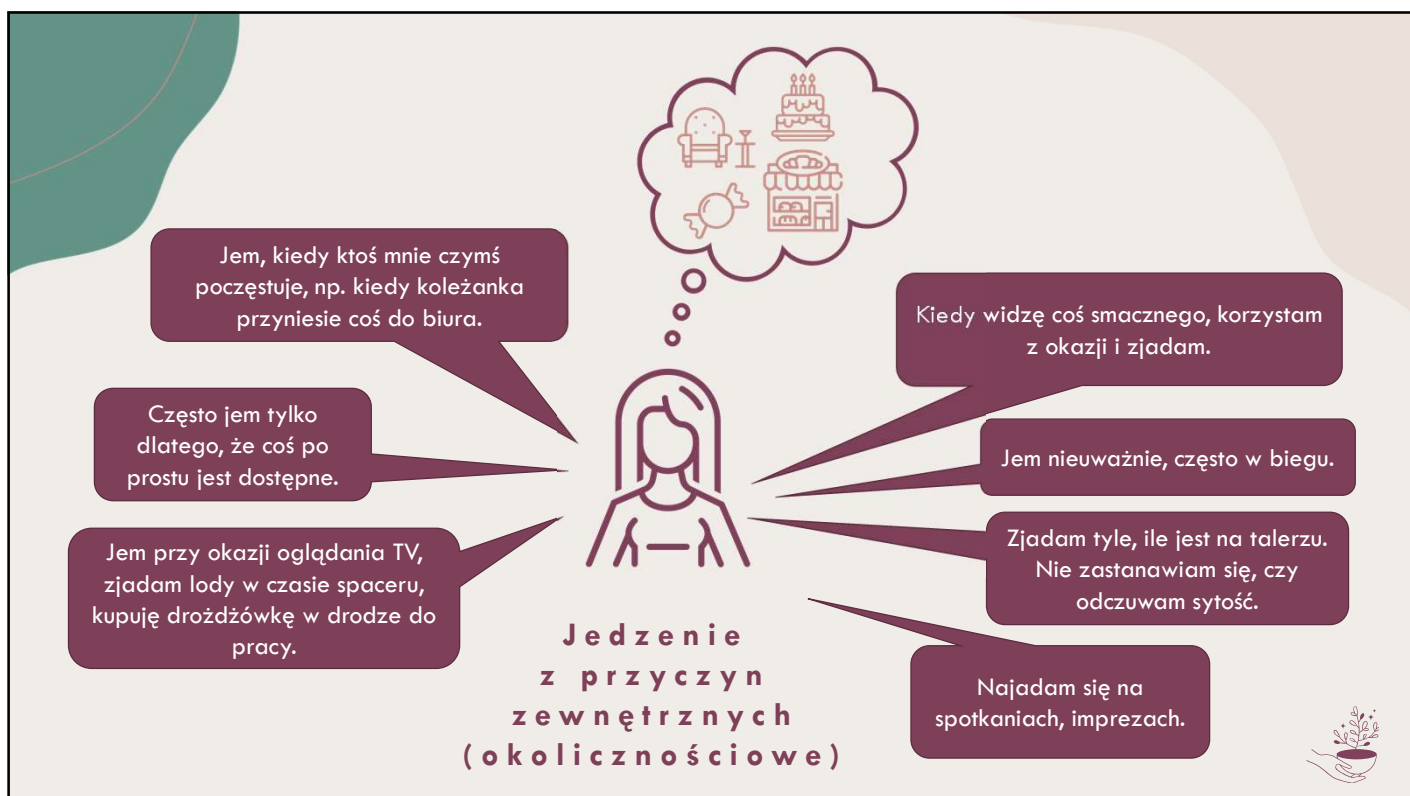 Jem, kiedy ktoś mnie czymś
poczęstuje, np. kiedy koleżanka
przyniesie coś do biura.
Często jem tylko
dlatego, że coś po
prostu jest dostępne.
Jem przy okazji oglądania TV,
zjadam lody w czasie spaceru,
kupuję drożdżówkę w drodze do
pracy.
Kiedy widzę coś smacznego, korzystam
z okazji i zjadam.
Jem nieuważnie, często w biegu.
Zjadam tyle, ile jest na talerzu.
Nie zastanawiam się, czy
odczuwam sytość.
Najadam się na
spotkaniach, imprezach.
Jedzenie
z przyczyn
zewnętrznych
(okolicznościowe)